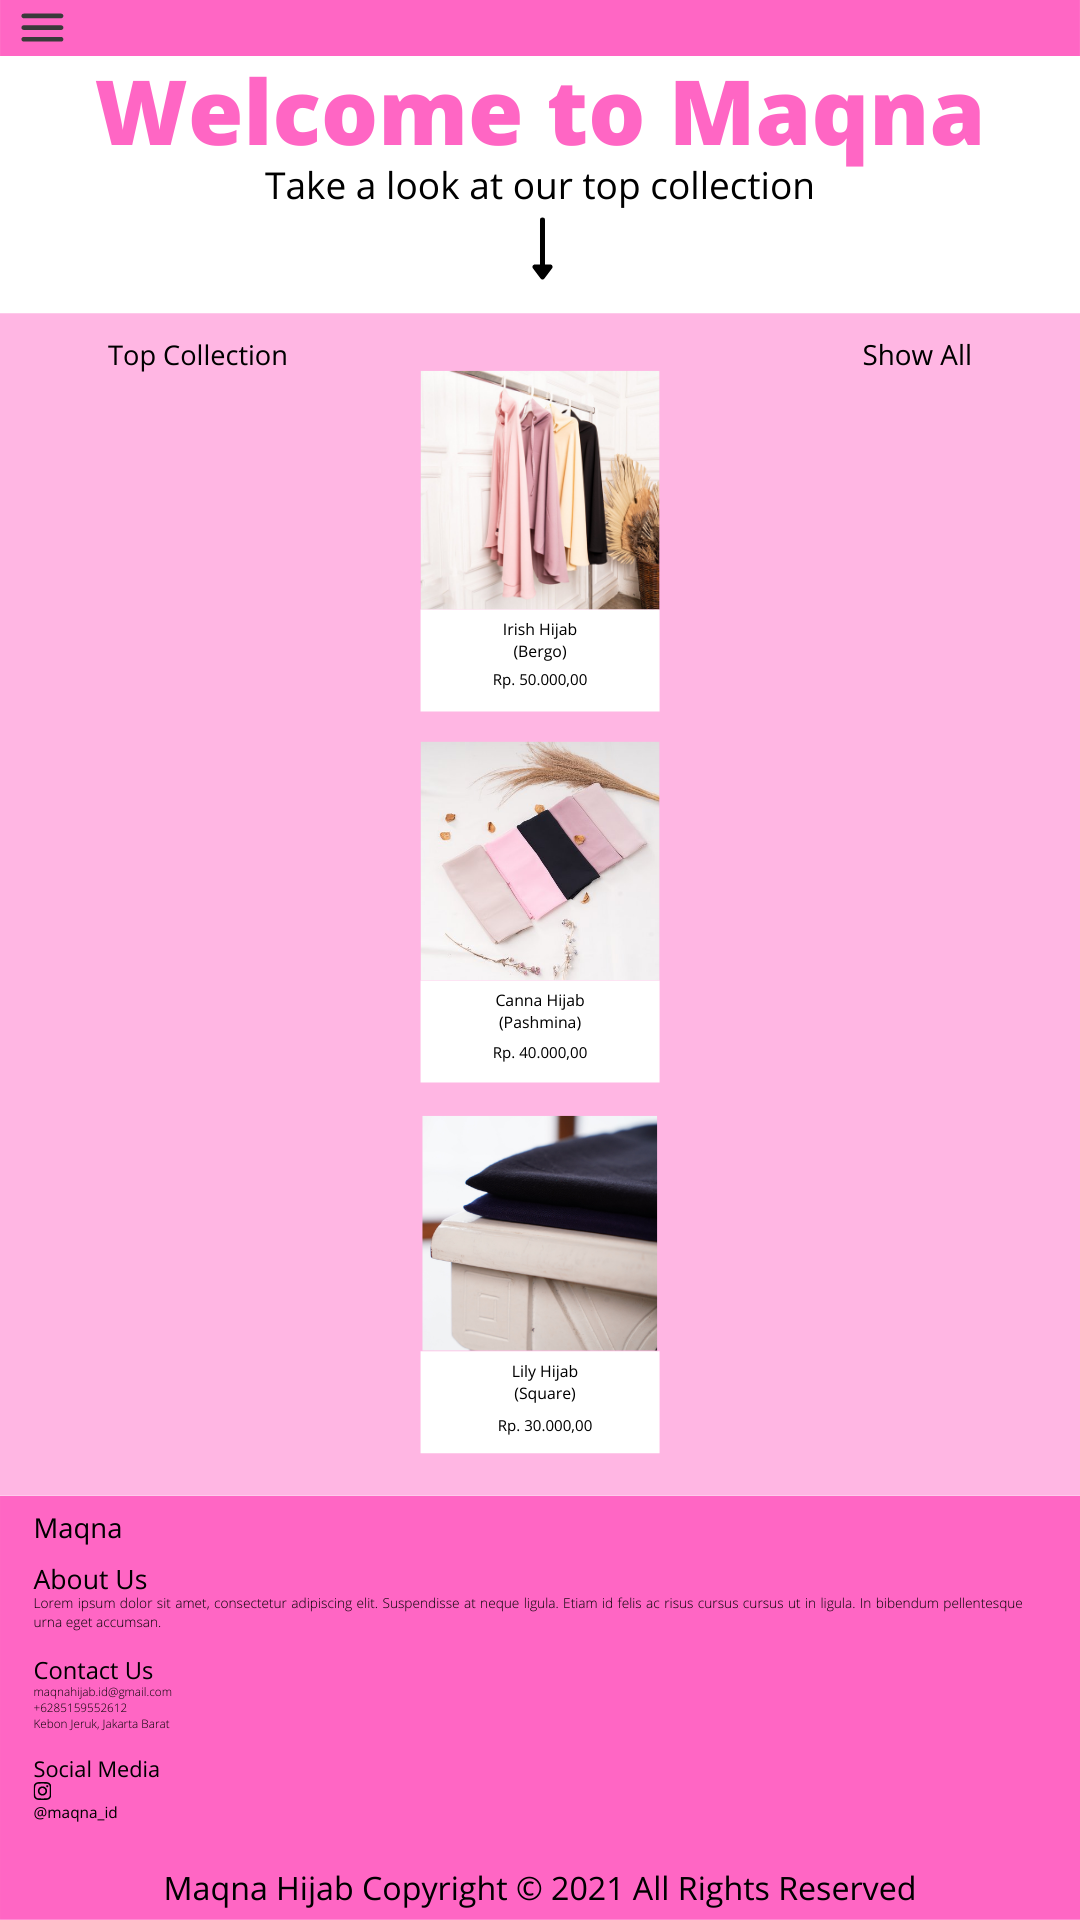 Welcome to Maqna
Take a look at our top collection
Top Collection
Show All
Irish Hijab
(Bergo)
Rp. 50.000,00
Canna Hijab
(Pashmina)
Rp. 40.000,00
Lily Hijab
(Square)
Rp. 30.000,00
Maqna
About Us
Lorem ipsum dolor sit amet, consectetur adipiscing elit. Suspendisse at neque ligula. Etiam id felis ac risus cursus cursus ut in ligula. In bibendum pellentesque
urna eget accumsan.
Contact Us
maqnahijab.id@gmail.com
+6285159552612
Kebon Jeruk, Jakarta Barat
Social Media
@maqna_id
Maqna Hijab Copyright © 2021 All Rights Reserved